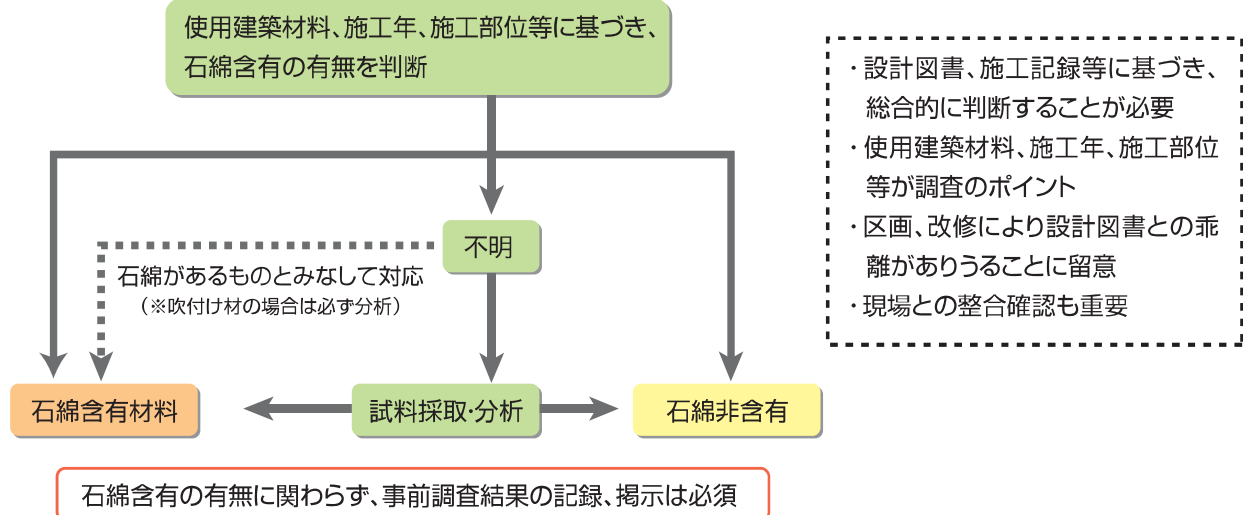 使用建築材料、施工年、施工部位等に基づき、
石綿含有の有無を判断
不明
石綿があるものとみなして対応
（※吹付け材の場合は必ず分析）
石綿含有材料
試料採取・分析
石綿非含有
石綿含有の有無に関わらず、事前調査結果の記録、掲示は必須
・設計図書、施工記録等に基づき、
総合的に判断することが必要
・使用建築材料、施工年、施工部位
等が調査のポイント
・区画、改修により設計図書との乖
離がありうることに留意
・現場との整合確認も重要